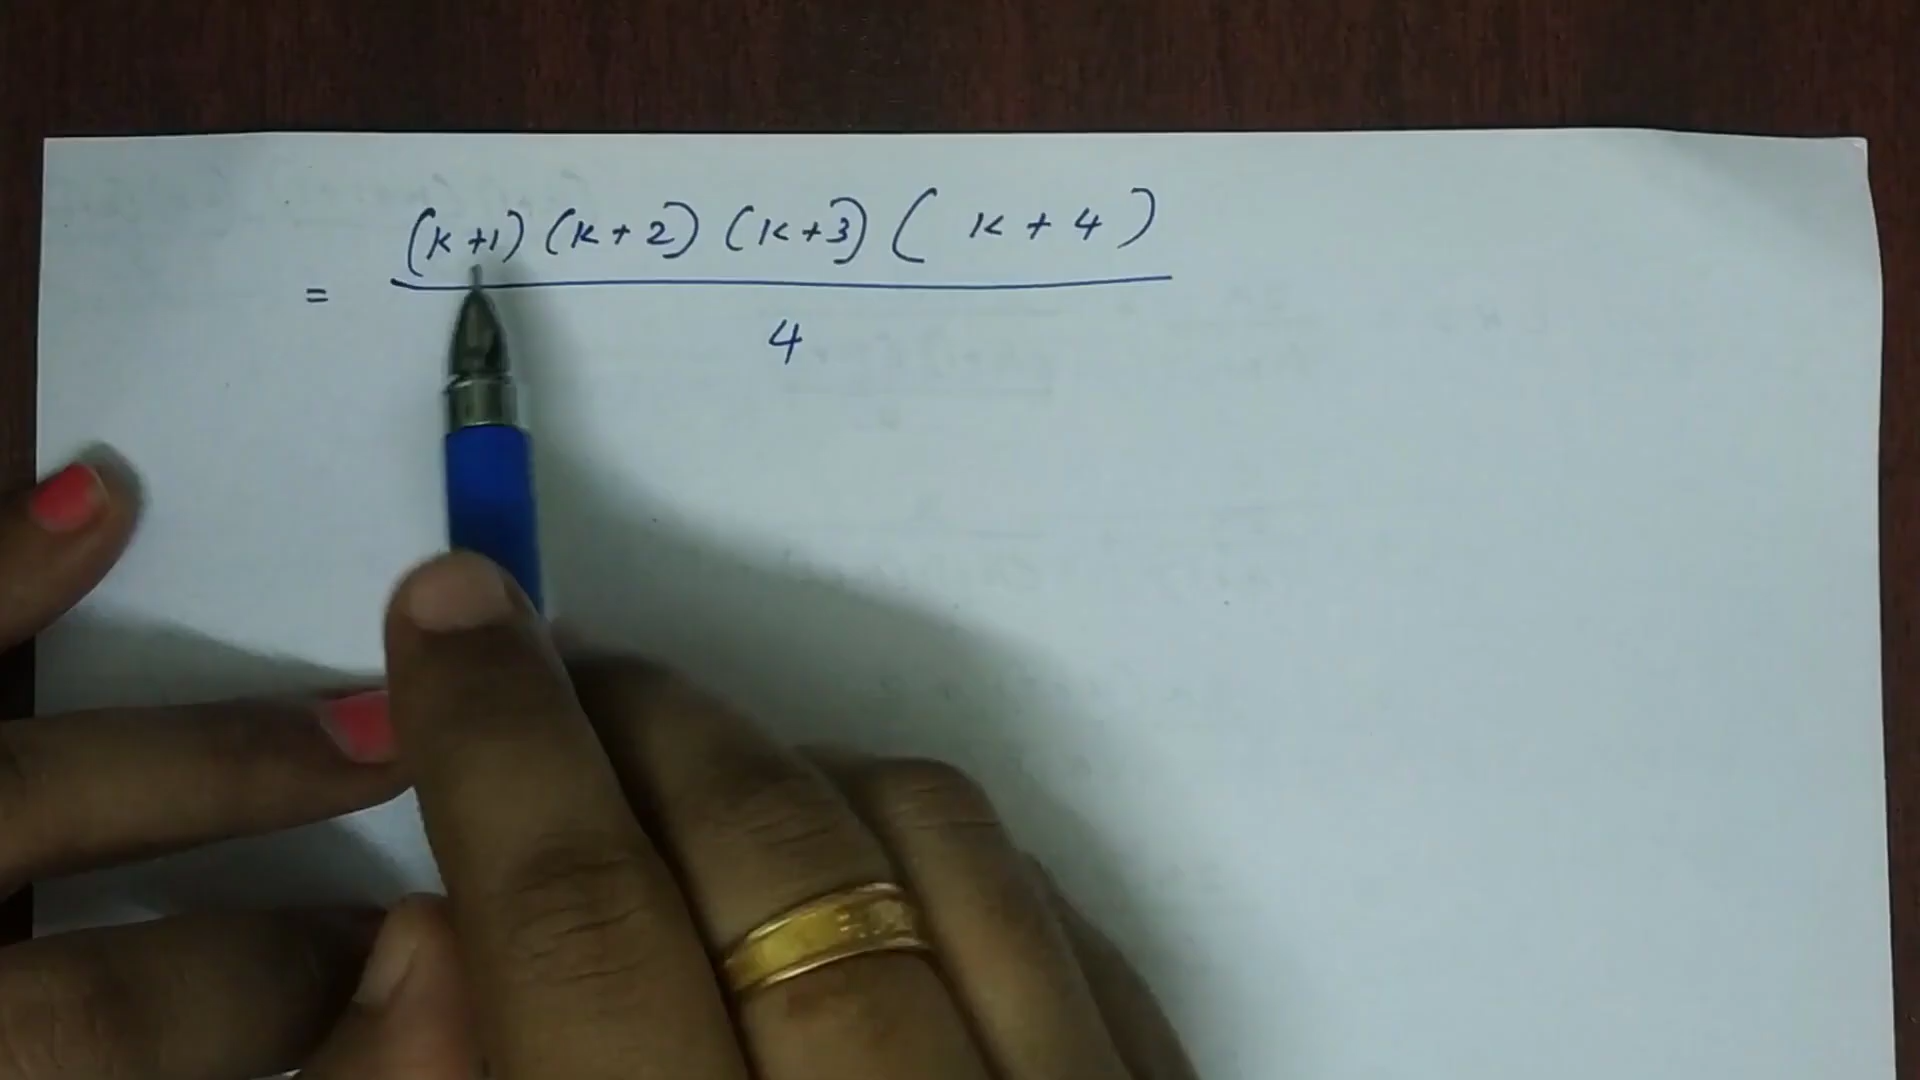 = (k+1) (k+2) (k+3) ( k + 4 )
4